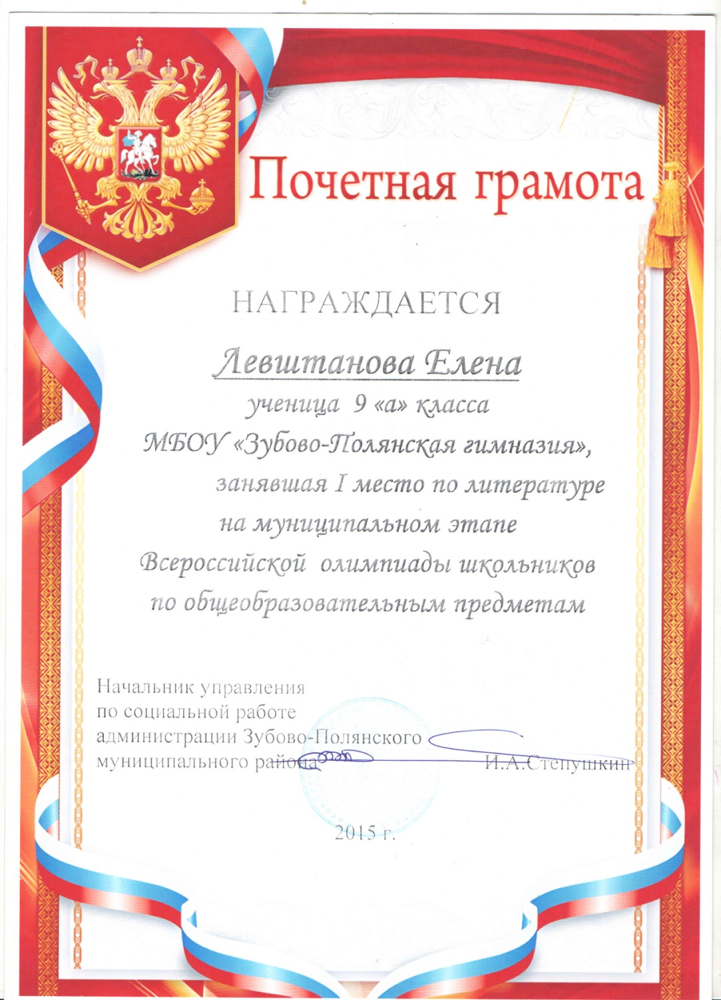 Почетная грамота
НАГРАЖДАЕТСЯ
Левштанова Елена
ученица 9 «а» класса
МБОУ «Зубово-Полянская гимназия»,
занявшая I место по литературе
на муниципальном этапе
Всероссийской олимпиады школьников
по общеобразовательным предметам
Начальник управления
по социальной работе
администрации Зубово-Полянского
муниципального района И.А.Степушкин
2015 г.